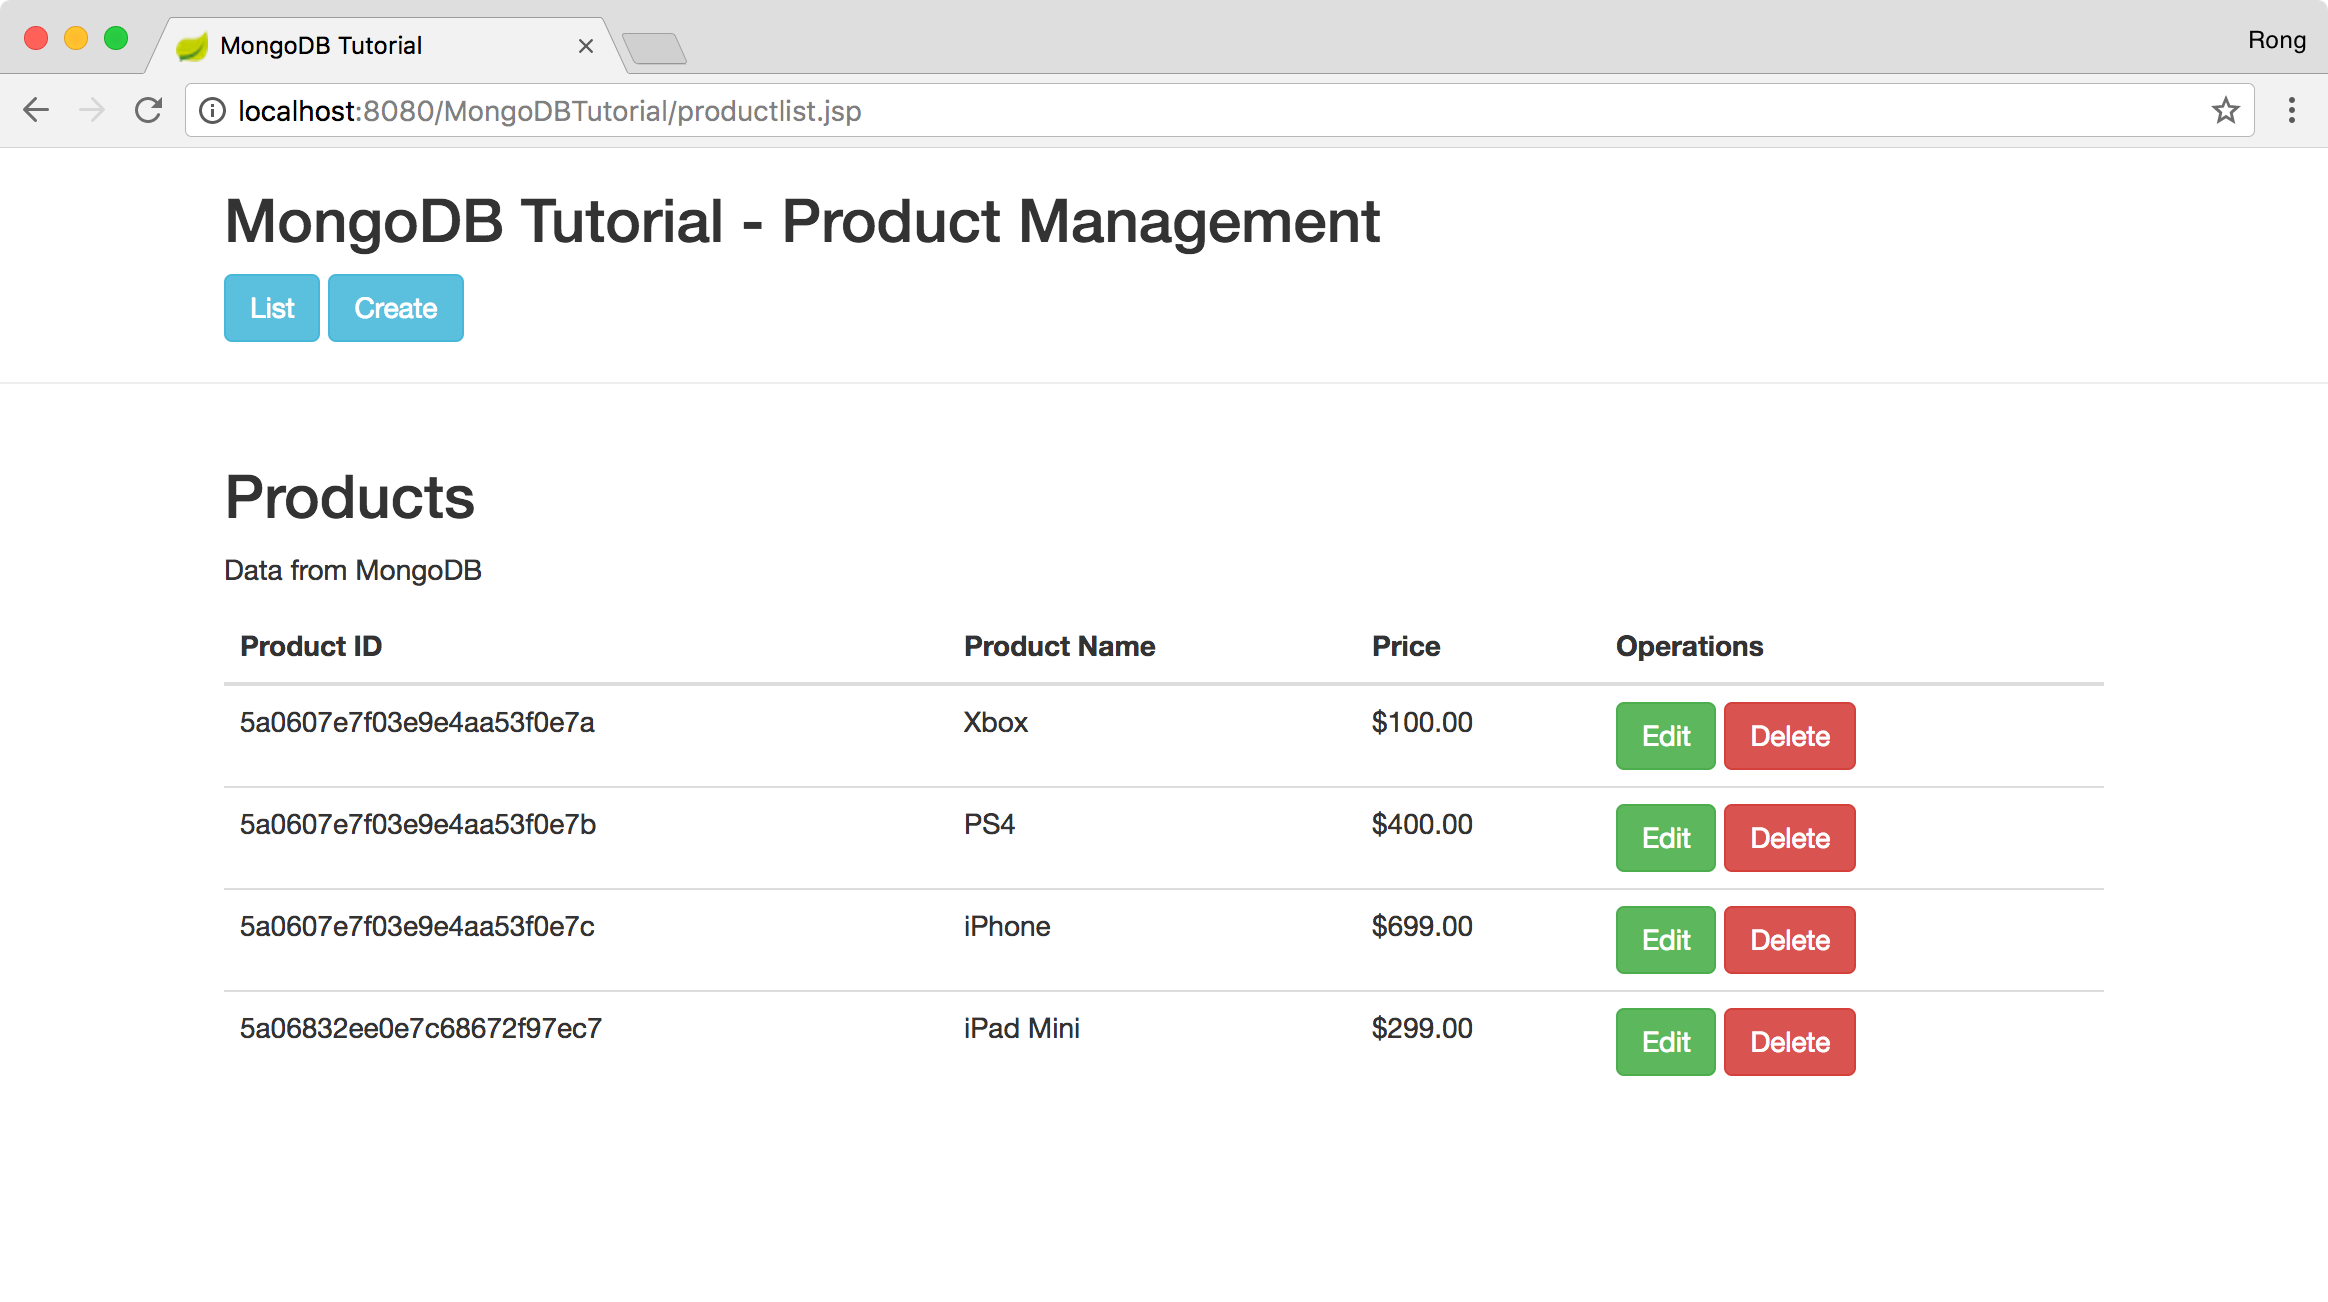 MongoDB Tutorial
Rong
localhost:8080/MongoDBTutorial/productlist.jsp
MongoDB Tutorial - Product Management
List Create
Products
Data from MongoDB
Product ID Product Name Price Operations
5a0607e7f03e9e4aa53f0e7a Xbox $100.00 Edit Delete
5a0607e7f03e9e4aa53f0e7b PS4 $400.00 Edit Delete
5a0607e7f03e9e4aa53f0e7c iPhone $699.00 Edit Delete
5a06832ee0e7c68672f97ec7 iPad Mini $299.00 Edit Delete